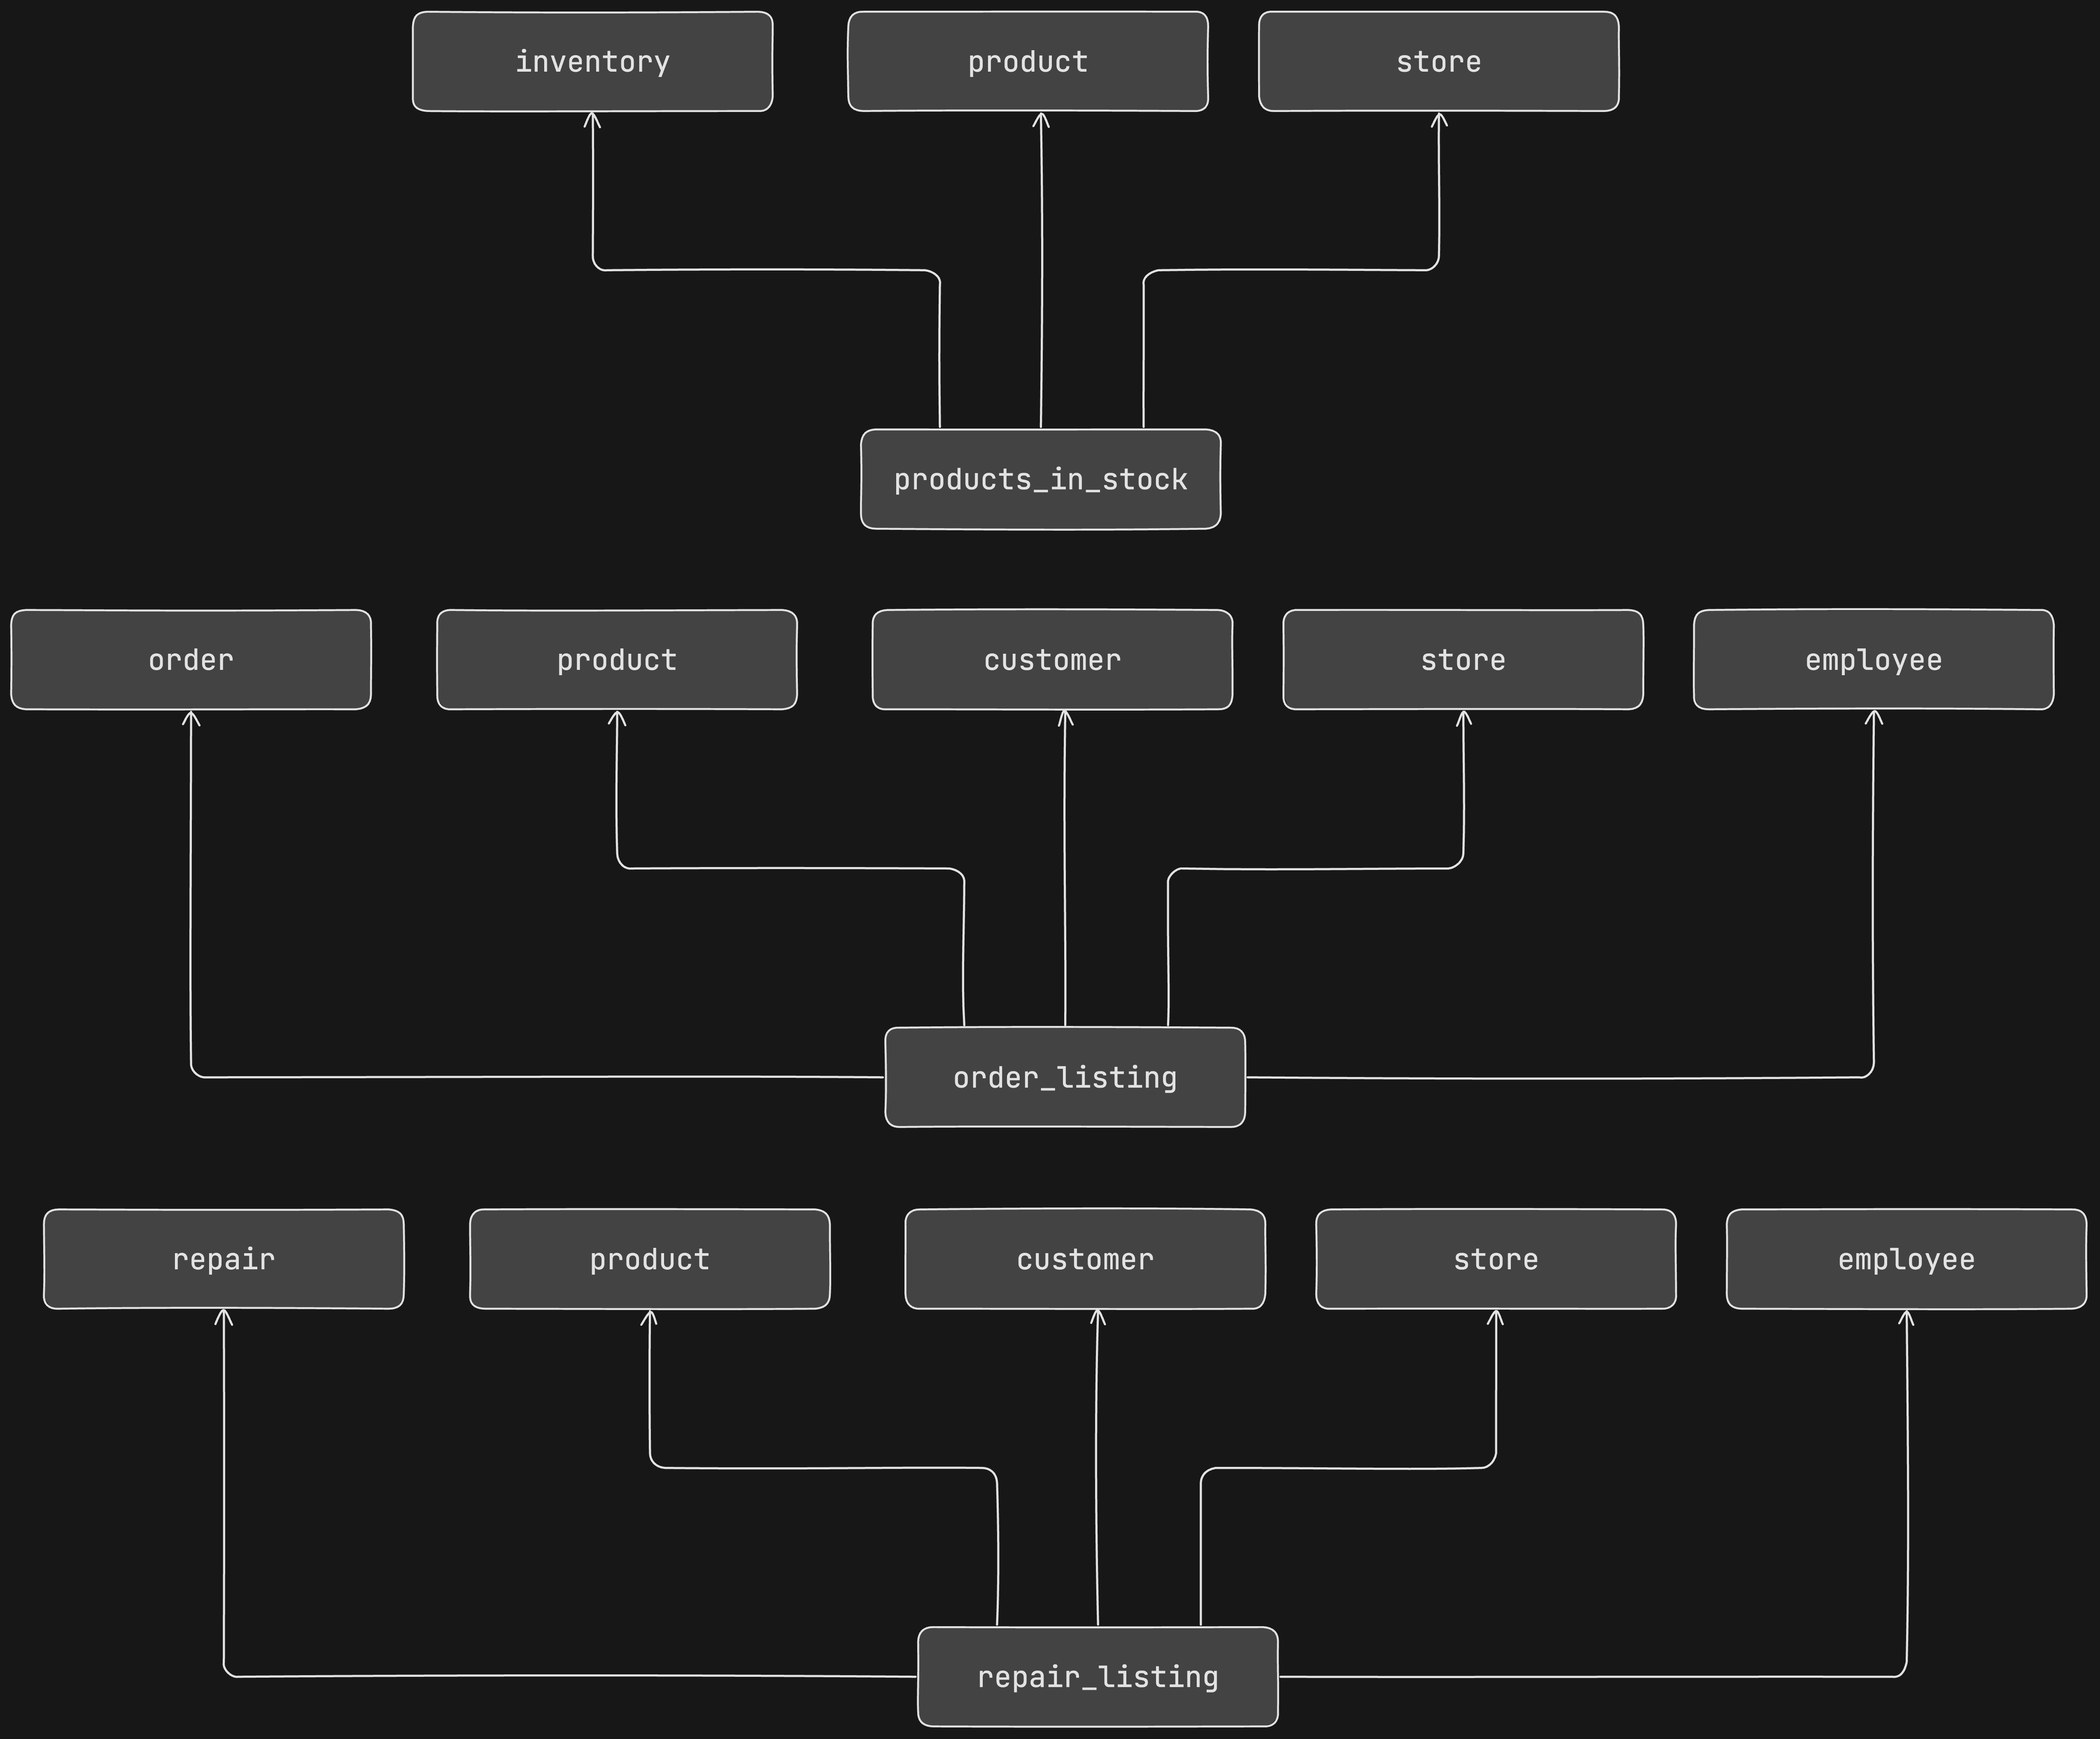 inventory
product
store
products_in_stock
order
product
customer
store
employee
order_listing
repair
product
customer
store
employee
repair_listing